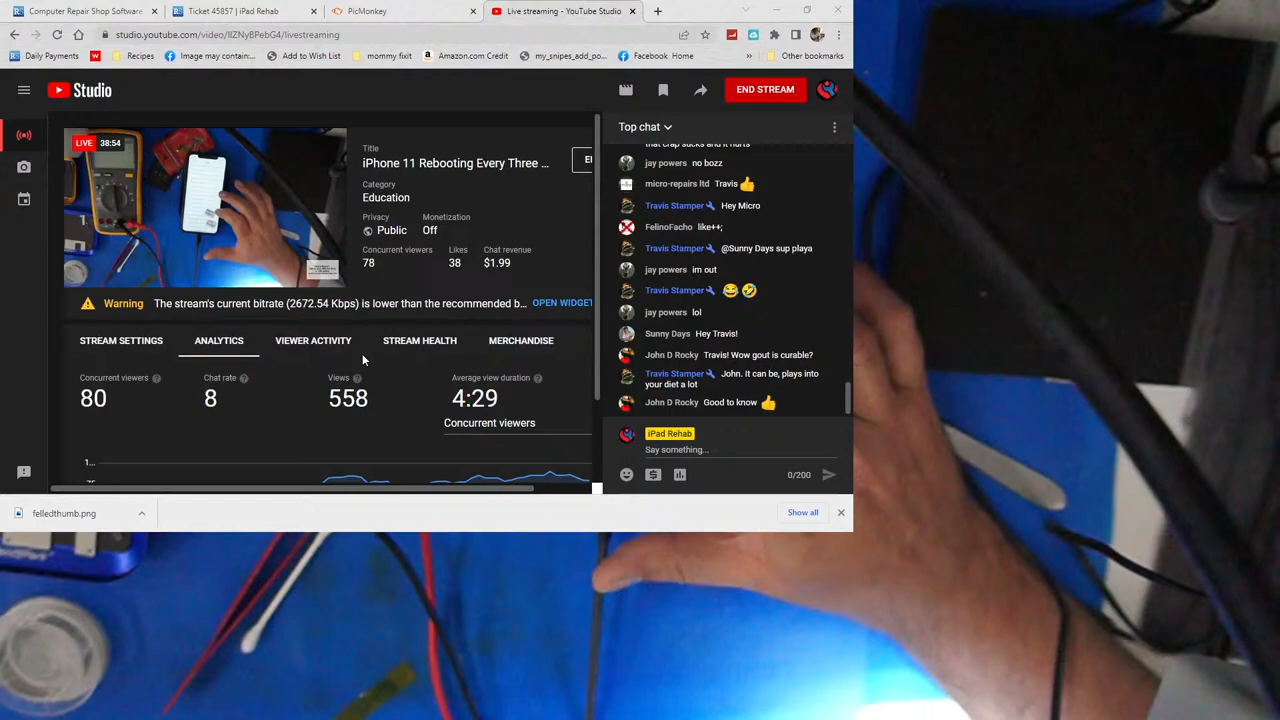 Computer Repair Shop Software
Ticket 45857 | iPad Rehab
PicMonkey
Live streaming - YouTube Studio
studio.youtube.com/video/IlZNy8PebG4/livestreaming
Daily Payments
Recipes
Image may contain:...
Add to Wish List
mommy fixit
Amazon.com Credit
my_snipes_add_po...
Facebook Home
Other bookmarks
Studio
END STREAM
LIVE 38:54
Title
iPhone 11 Rebooting Every Three ...
Category
Education
Privacy
Monetization
Public
Off
Concurrent viewers
Likes
Chat revenue
78
38
$1.99
Warning The stream's current bitrate (2672.54 Kbps) is lower than the recommended b...
OPEN WIDGET
STREAM SETTINGS
ANALYTICS
VIEWER ACTIVITY
STREAM HEALTH
MERCHANDISE
Concurrent viewers
Chat rate
Views
Average view duration
80
8
558
4:29
Concurrent viewers
1...
Top chat
that crap sucks and it hurts
jay powers no bozz
micro-repairs ltd Travis👍
Travis Stamper Hey Micro
FelinoFacho like++;
Travis Stamper @Sunny Days sup playa
jay powers im out
Travis Stamper 😂🤣
jay powers lol
Sunny Days Hey Travis!
John D Rocky Travis! Wow gout is curable?
Travis Stamper John. It can be, plays into
your diet a lot
John D Rocky Good to know 👍
iPad Rehab
Say something...
0/200
felledthumb.png
Show all